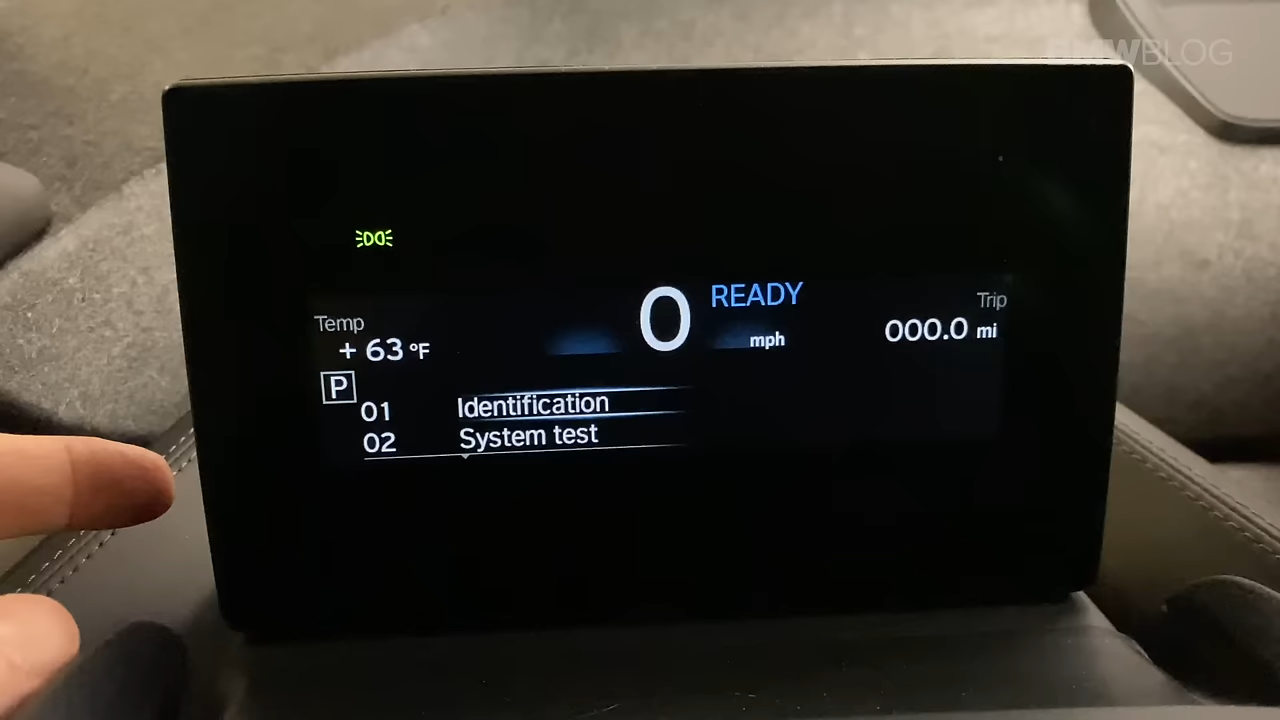 BMWBLOG
READY
0
mph
Trip
000.0 mi
Temp
+ 63 °F
P
01 Identification
02 System test